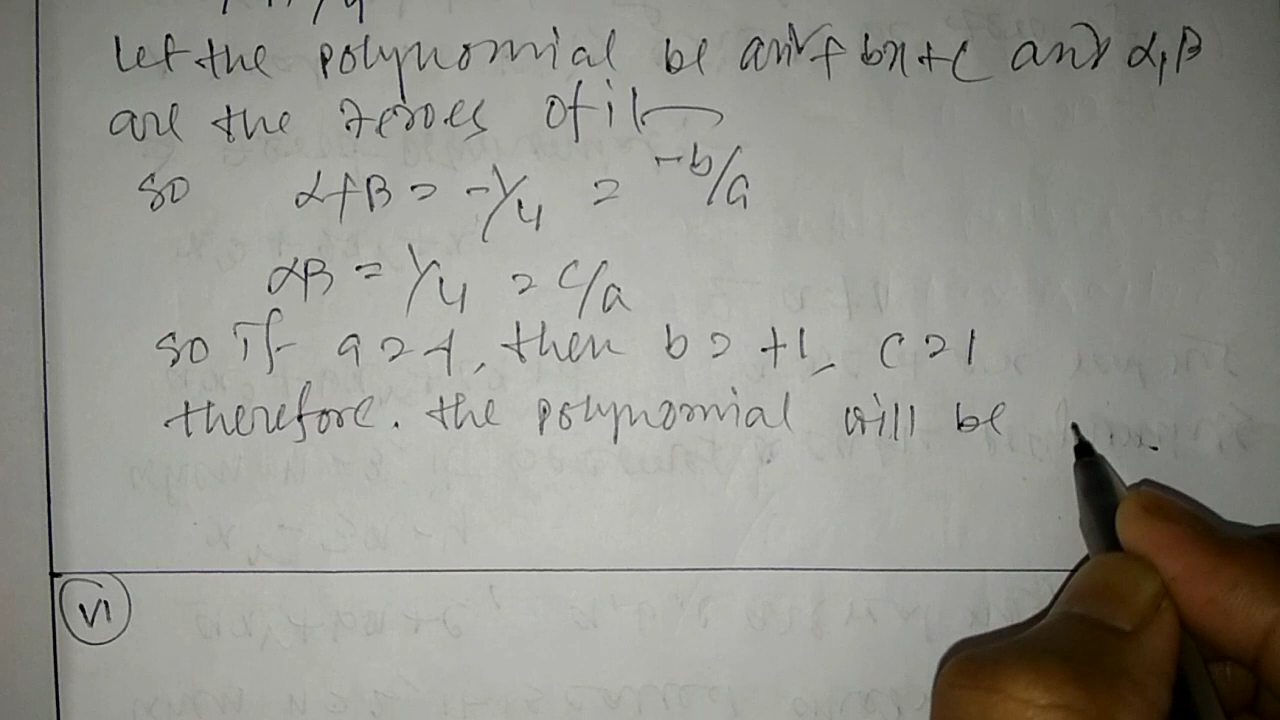 Let the polynomial be ax²+bx+c and α,β
are the zeroes of it
so α+β = -1/4 = -b/a
αβ = 1/4 = c/a
so if a=4, then b=+1, c=1
therefore. the polynomial will be
vi